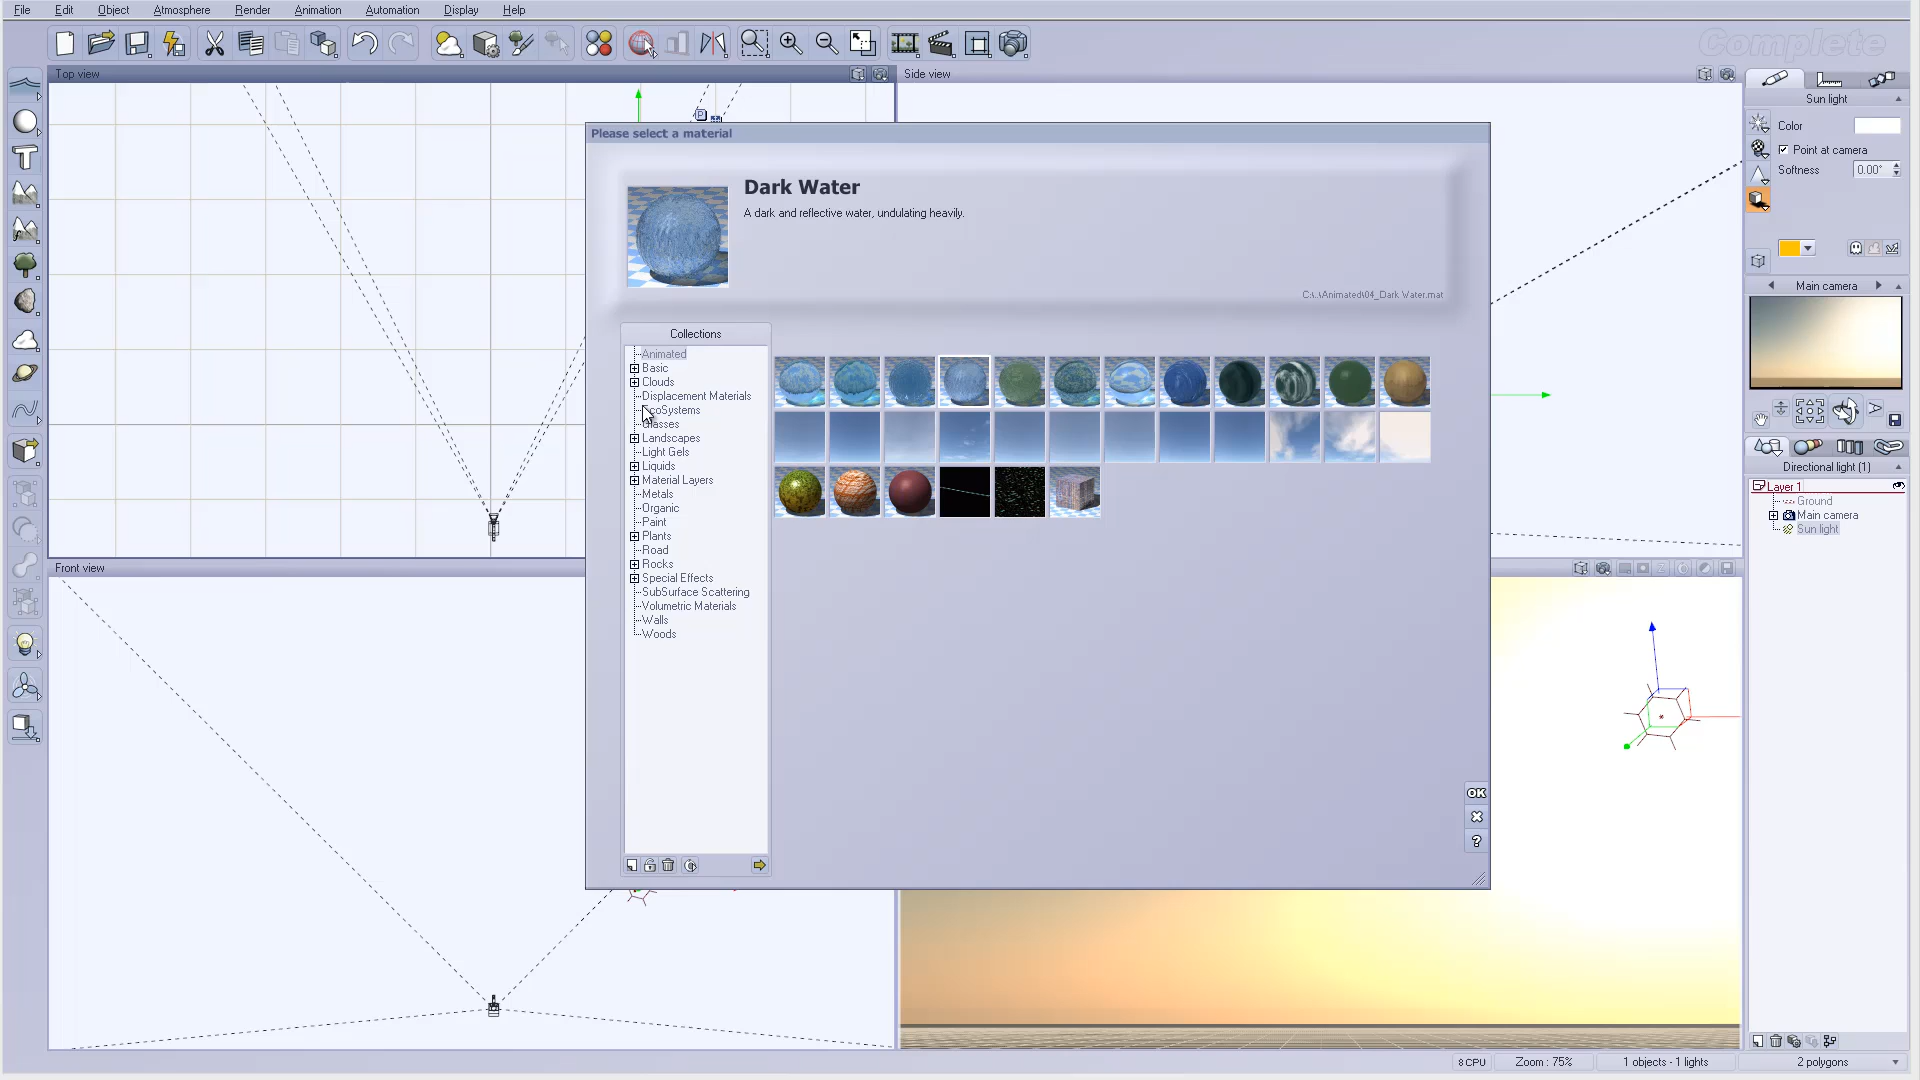 File Edit Object Atmosphere Render Animation Automation Display Help
Complete
Top view
Side view
Sun light
Color
Point at camera
Softness 0.00°
Please select a material
Dark Water
A dark and reflective water, undulating heavily.
C:\..\Animated\04_Dark Water.mat
Main camera
Collections
Animated
Basic
Clouds
Displacement Materials
EcoSystems
Glasses
Landscapes
Light Gels
Liquids
Material Layers
Metals
Organic
Paint
Plants
Road
Rocks
Special Effects
SubSurface Scattering
Volumetric Materials
Walls
Woods
OK
?
Directional light (1)
Layer 1
Ground
Main camera
Sun light
Front view
8 CPU Zoom : 75% 1 objects - 1 lights 2 polygons